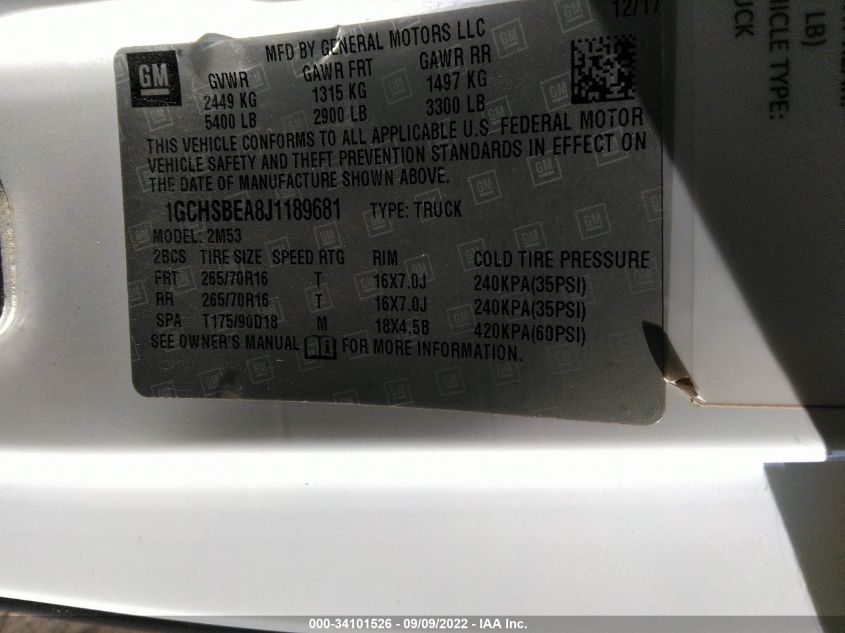 12/17
MFD BY GENERAL MOTORS LLC
GM
GVWR GAWR FRT GAWR RR
2449 KG 1315 KG 1497 KG
5400 LB 2900 LB 3300 LB
THIS VEHICLE CONFORMS TO ALL APPLICABLE U.S. FEDERAL MOTOR
VEHICLE SAFETY AND THEFT PREVENTION STANDARDS IN EFFECT ON
THE DATE OF MANUFACTURE SHOWN ABOVE.
1GCHSBEA8J1189681 TYPE: TRUCK
MODEL: 2M53
2BCS TIRE SIZE SPEED RTG RIM COLD TIRE PRESSURE
FRT 265/70R16 T 16X7.0J 240KPA(35PSI)
RR 265/70R16 T 16X7.0J 240KPA(35PSI)
SPA T175/90D18 M 18X4.5B 420KPA(60PSI)
SEE OWNER'S MANUAL FOR MORE INFORMATION.
LB)
HICLE TYPE:
UCK
000-34101526 - 09/09/2022 - IAA Inc.